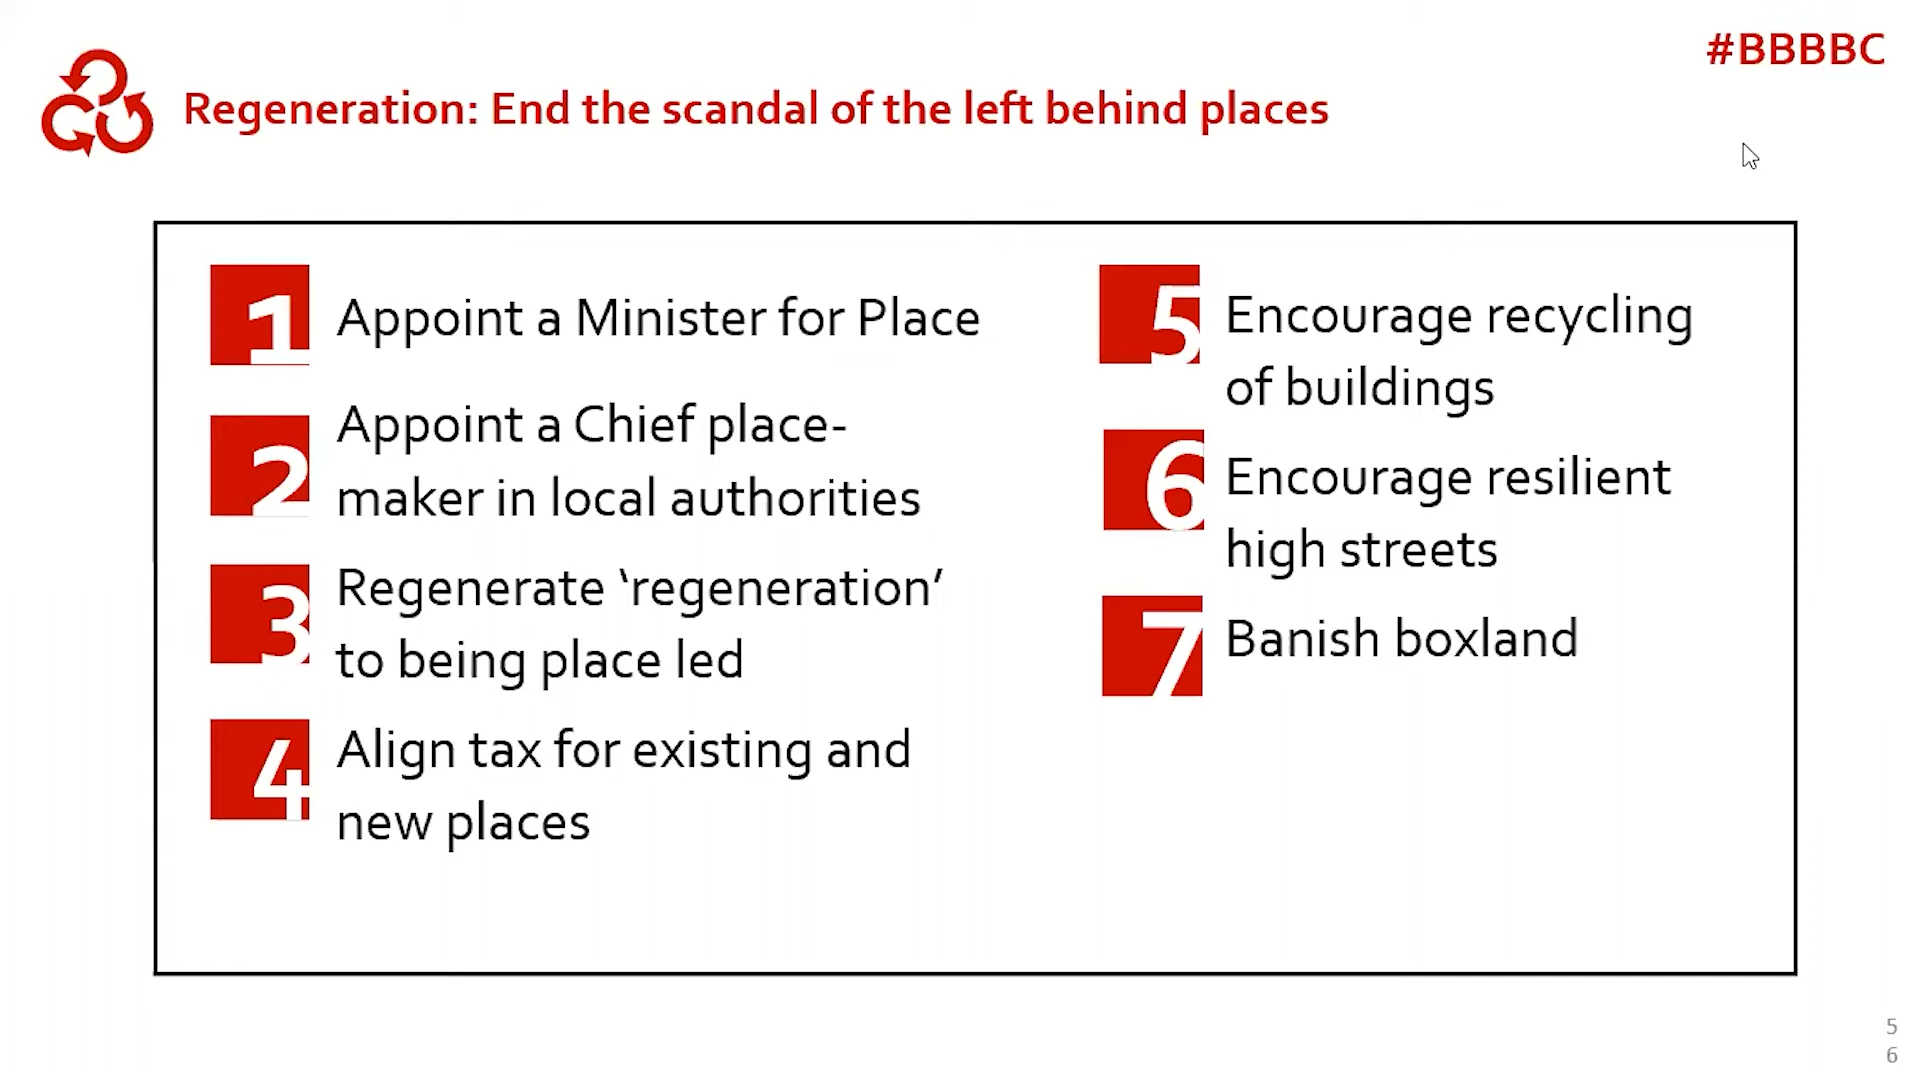 #BBBBC
Regeneration: End the scandal of the left behind places
1
Appoint a Minister for Place
2
Appoint a Chief place-
maker in local authorities
3
Regenerate ‘regeneration’
to being place led
4
Align tax for existing and
new places
5
Encourage recycling
of buildings
6
Encourage resilient
high streets
7
Banish boxland
5
6